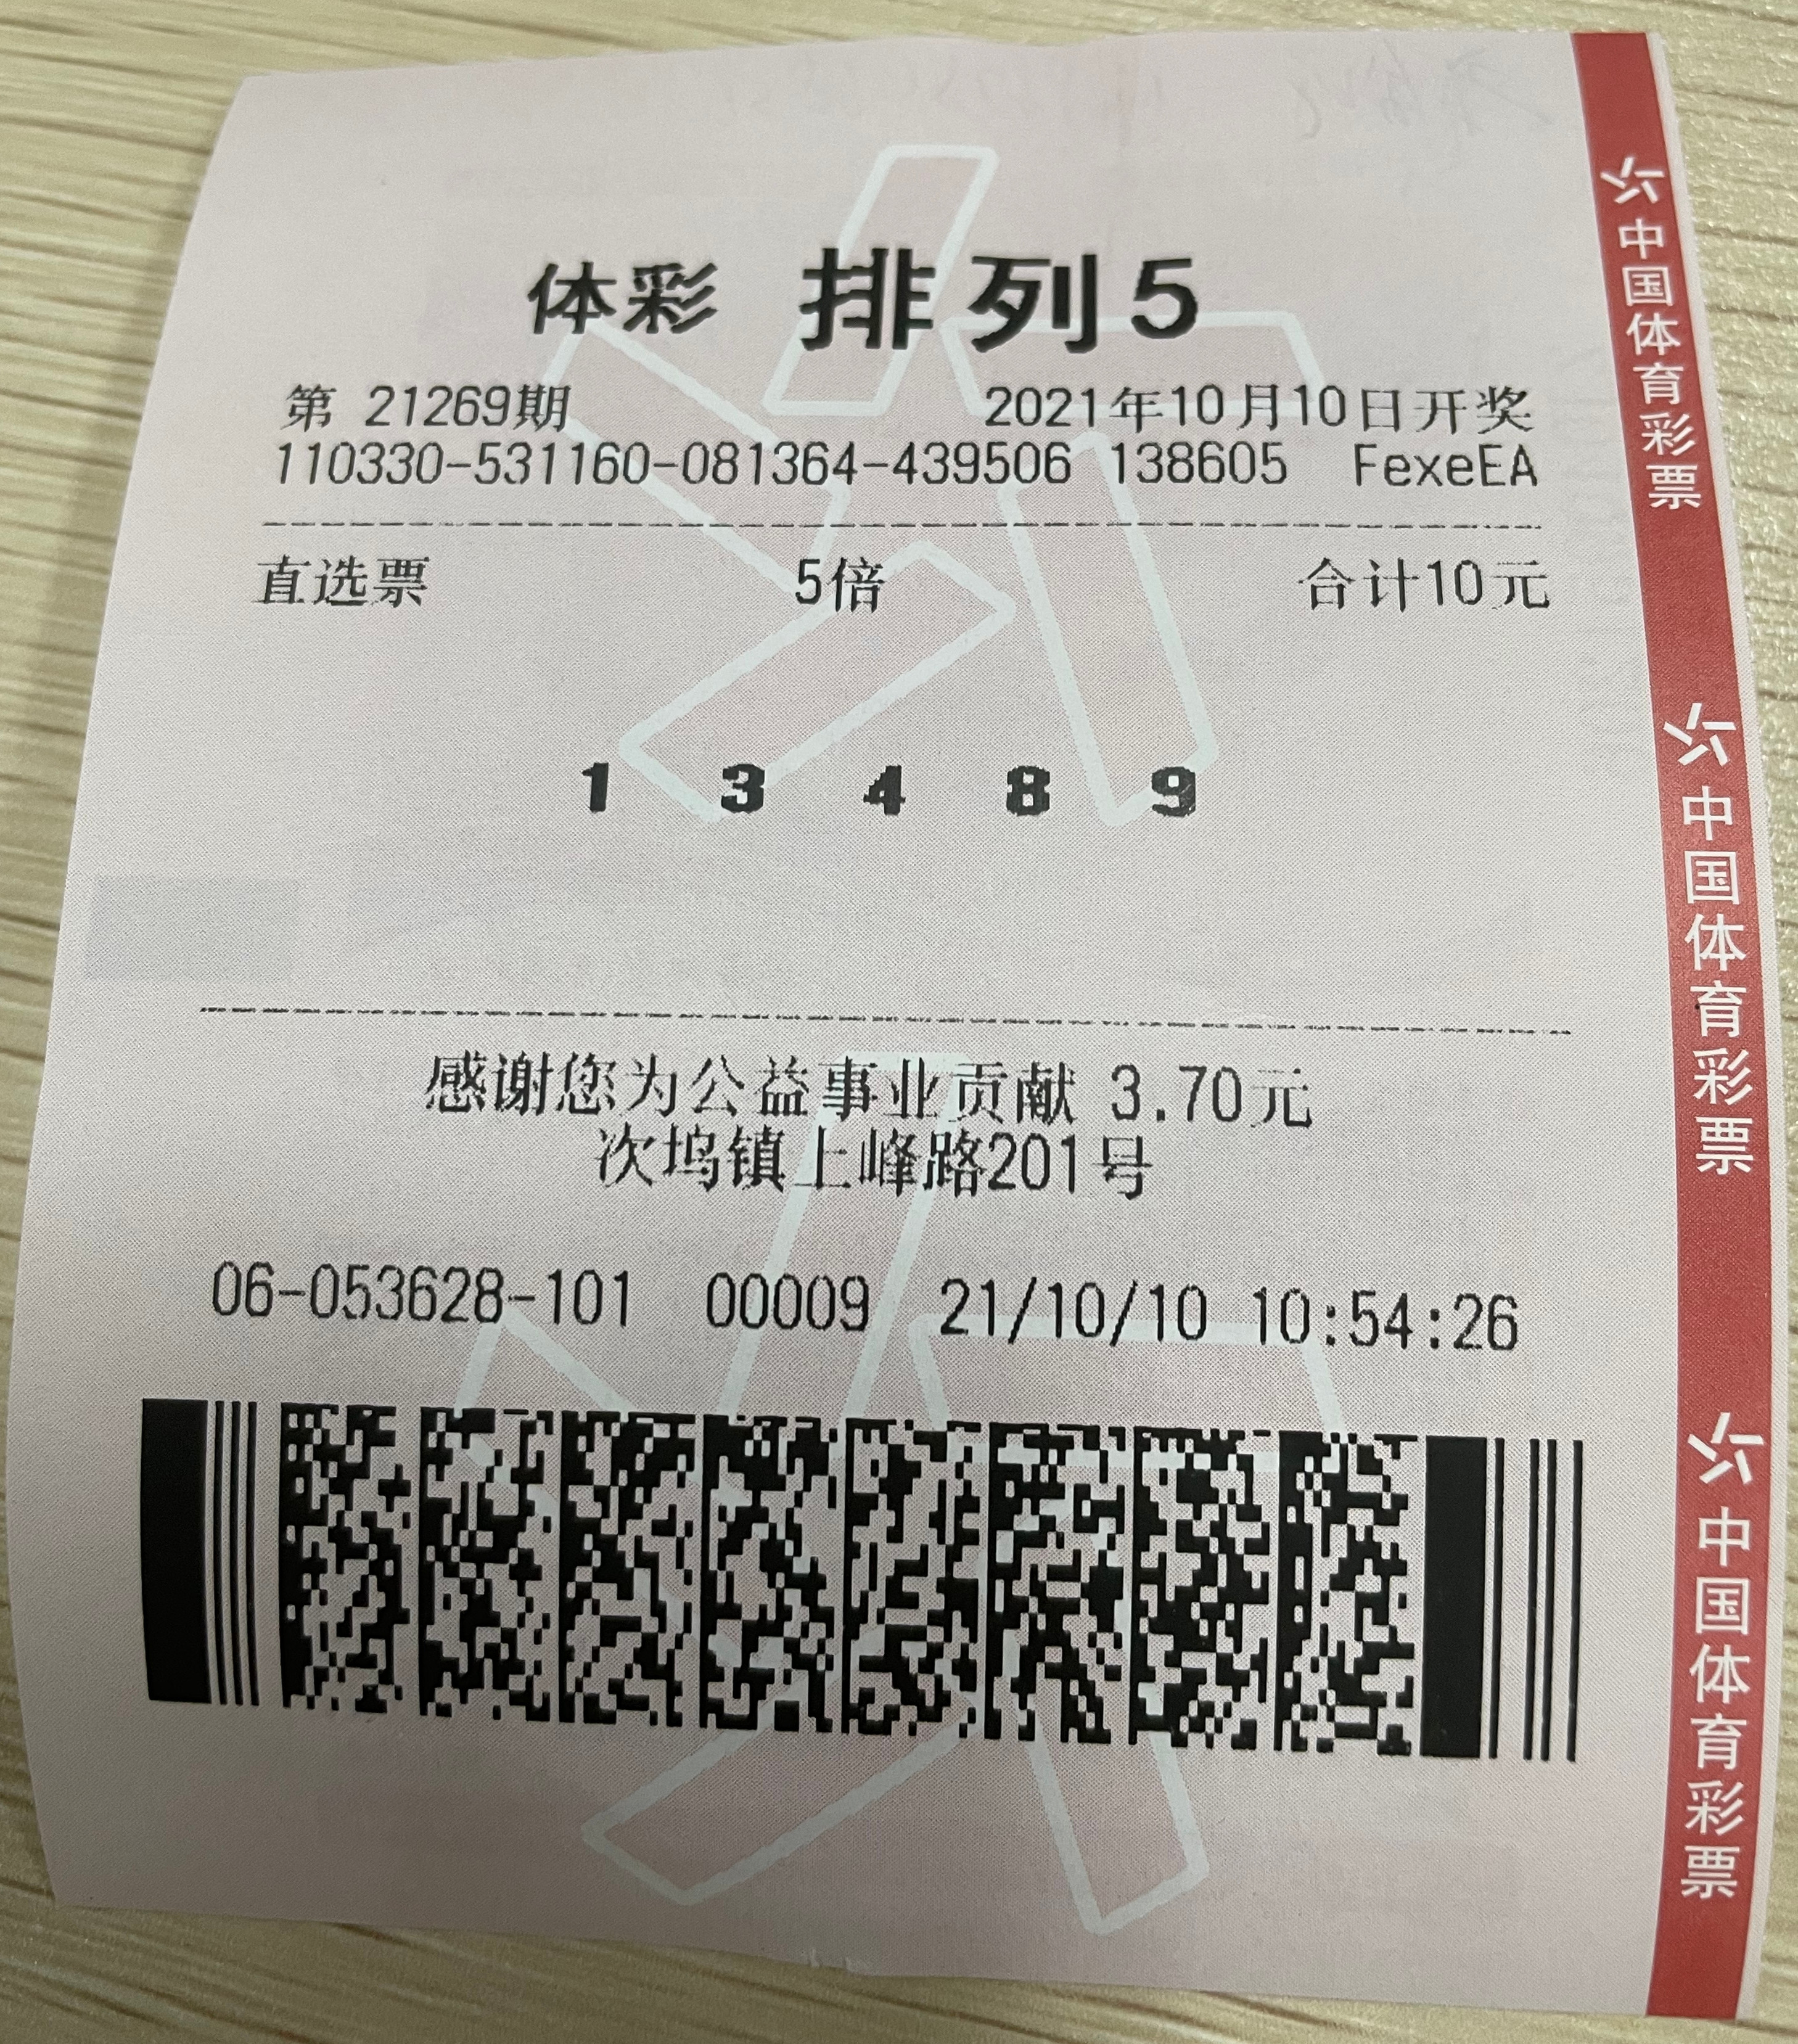 体彩 排列5
第 21269期 2021年10月10日开奖
110330-531160-081364-439506 138605 FexeEA
直选票 5倍 合计10元
1 3 4 8 9
感谢您为公益事业贡献 3.70元
次坞镇上峰路201号
06-053628-101 00009 21/10/10 10:54:26
中国体育彩票
中国体育彩票
中国体育彩票